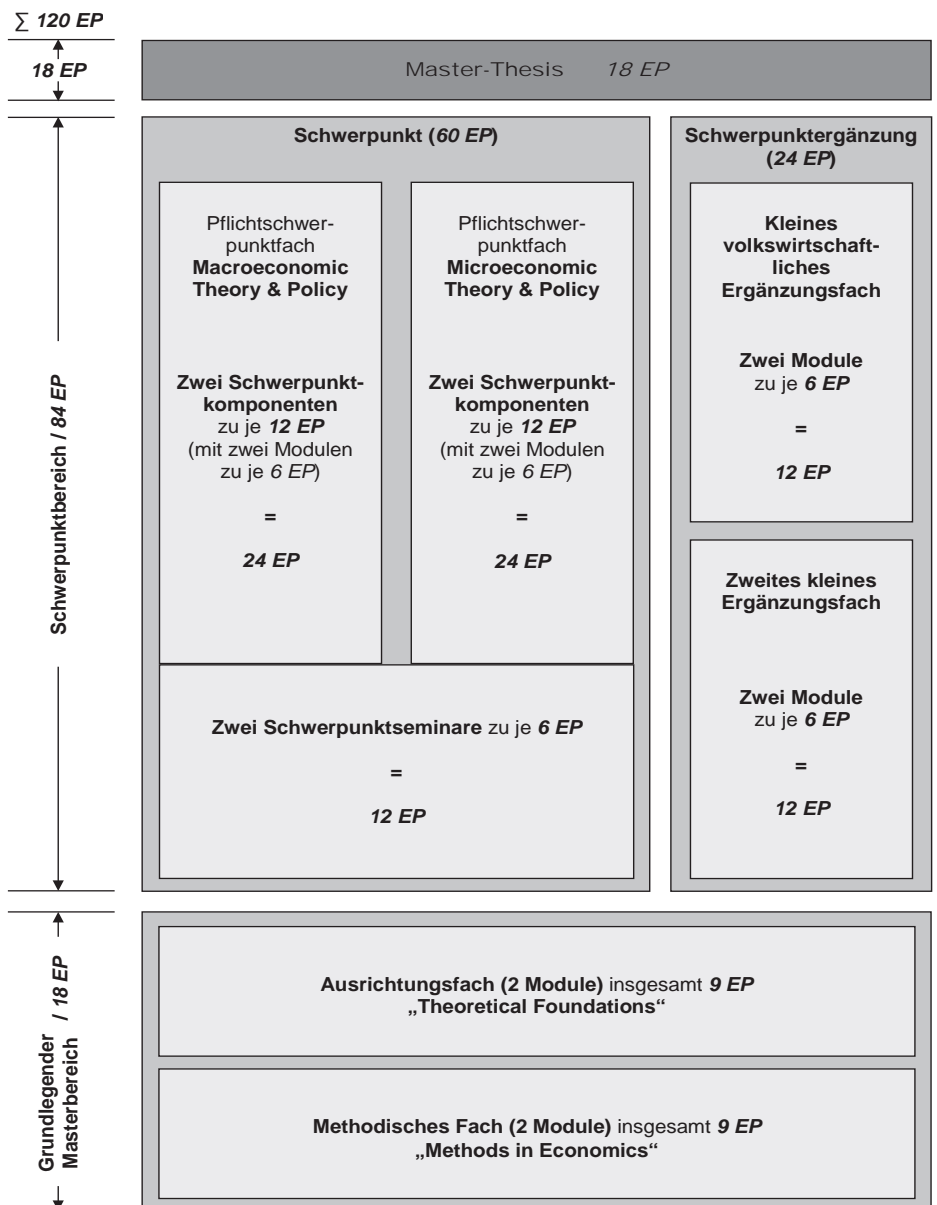 ∑ 120 EP
18 EP
Master-Thesis 18 EP
Schwerpunktbereich / 84 EP
Schwerpunkt (60 EP)
Pflichtschwer-
punktfach
Macroeconomic
Theory & Policy
Zwei Schwerpunkt-
komponenten
zu je 12 EP
(mit zwei Modulen
zu je 6 EP)
=
24 EP
Pflichtschwer-
punktfach
Microeconomic
Theory & Policy
Zwei Schwerpunkt-
komponenten
zu je 12 EP
(mit zwei Modulen
zu je 6 EP)
=
24 EP
Zwei Schwerpunktseminare zu je 6 EP
=
12 EP
Schwerpunktergänzung
(24 EP)
Kleines
volkswirtschaft-
liches
Ergänzungsfach
Zwei Module
zu je 6 EP
=
12 EP
Zweites kleines
Ergänzungsfach
Zwei Module
zu je 6 EP
=
12 EP
Grundlegender
Masterbereich / 18 EP
Ausrichtungsfach (2 Module) insgesamt 9 EP
„Theoretical Foundations“
Methodisches Fach (2 Module) insgesamt 9 EP
„Methods in Economics“